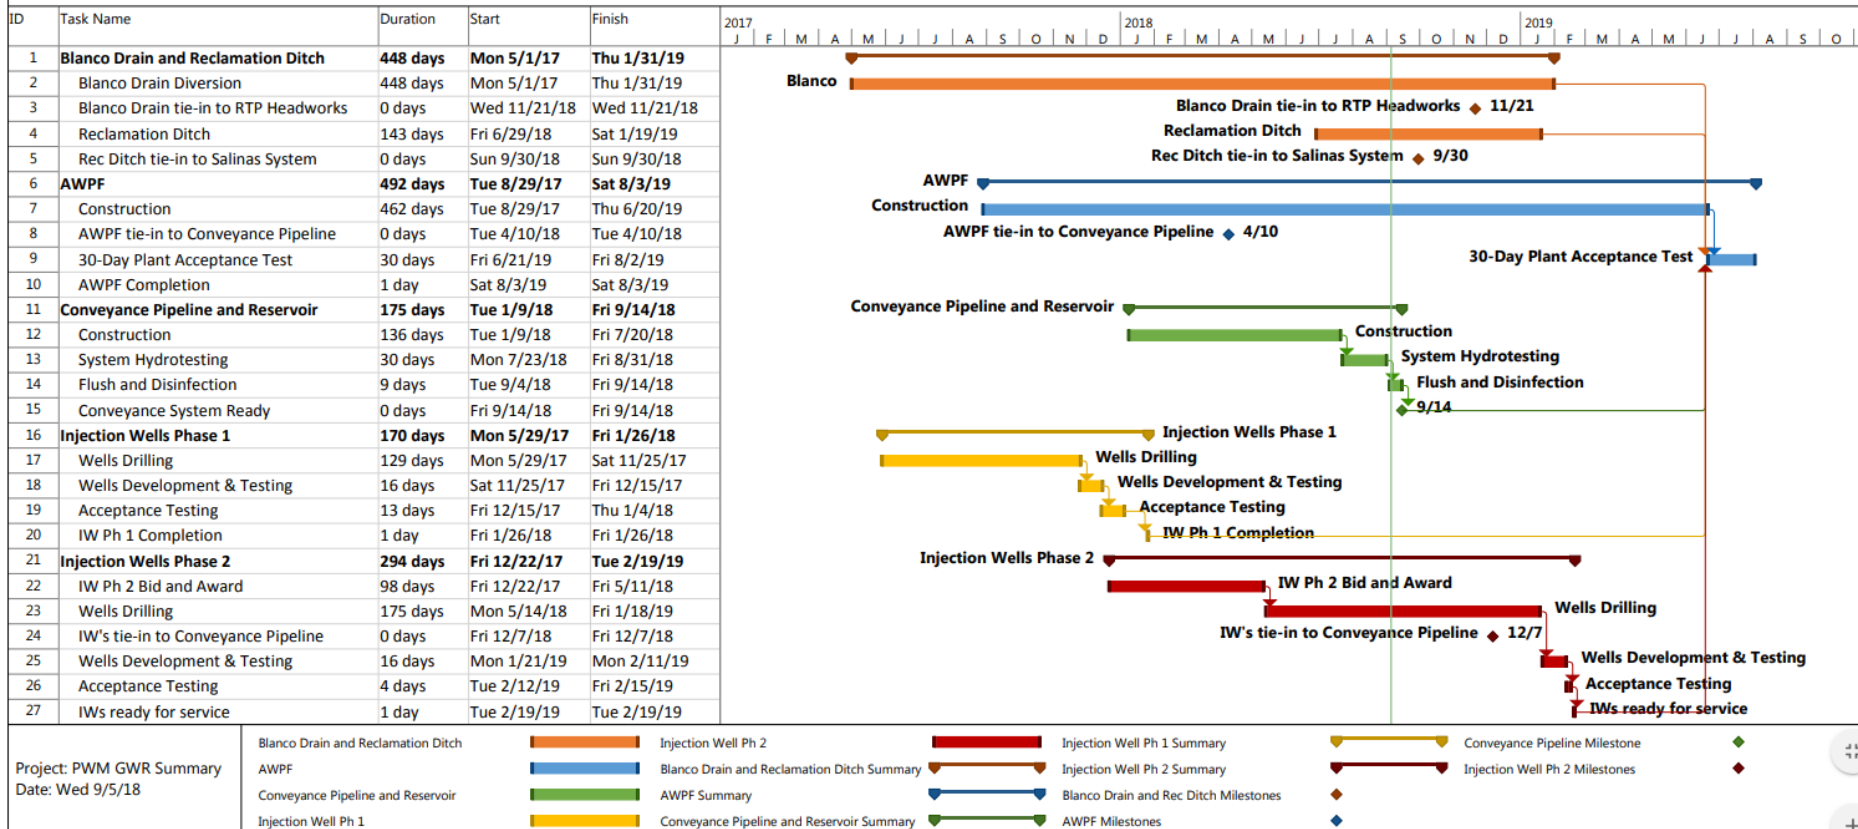 ID Task Name Duration Start Finish 2017 2018 2019
J F M A M J J A S O N D J F M A M J J A S O N D J F M A M J J A S O
1 Blanco Drain and Reclamation Ditch 448 days Mon 5/1/17 Thu 1/31/19
2 Blanco Drain Diversion 448 days Mon 5/1/17 Thu 1/31/19 Blanco
3 Blanco Drain tie-in to RTP Headworks 0 days Wed 11/21/18 Wed 11/21/18 Blanco Drain tie-in to RTP Headworks 11/21
4 Reclamation Ditch 143 days Fri 6/29/18 Sat 1/19/19 Reclamation Ditch
5 Rec Ditch tie-in to Salinas System 0 days Sun 9/30/18 Sun 9/30/18 Rec Ditch tie-in to Salinas System 9/30
6 AWPF 492 days Tue 8/29/17 Sat 8/3/19 AWPF
7 Construction 462 days Tue 8/29/17 Thu 6/20/19 Construction
8 AWPF tie-in to Conveyance Pipeline 0 days Tue 4/10/18 Tue 4/10/18 AWPF tie-in to Conveyance Pipeline 4/10
9 30-Day Plant Acceptance Test 30 days Fri 6/21/19 Fri 8/2/19 30-Day Plant Acceptance Test
10 AWPF Completion 1 day Sat 8/3/19 Sat 8/3/19
11 Conveyance Pipeline and Reservoir 175 days Tue 1/9/18 Fri 9/14/18 Conveyance Pipeline and Reservoir
12 Construction 136 days Tue 1/9/18 Fri 7/20/18 Construction
13 System Hydrotesting 30 days Mon 7/23/18 Fri 8/31/18 System Hydrotesting
14 Flush and Disinfection 9 days Tue 9/4/18 Fri 9/14/18 Flush and Disinfection
15 Conveyance System Ready 0 days Fri 9/14/18 Fri 9/14/18 9/14
16 Injection Wells Phase 1 170 days Mon 5/29/17 Fri 1/26/18 Injection Wells Phase 1
17 Wells Drilling 129 days Mon 5/29/17 Sat 11/25/17 Wells Drilling
18 Wells Development & Testing 16 days Sat 11/25/17 Fri 12/15/17 Wells Development & Testing
19 Acceptance Testing 13 days Fri 12/15/17 Thu 1/4/18 Acceptance Testing
20 IW Ph 1 Completion 1 day Fri 1/26/18 Fri 1/26/18 IW Ph 1 Completion
21 Injection Wells Phase 2 294 days Fri 12/22/17 Tue 2/19/19 Injection Wells Phase 2
22 IW Ph 2 Bid and Award 98 days Fri 12/22/17 Fri 5/11/18 IW Ph 2 Bid and Award
23 Wells Drilling 175 days Mon 5/14/18 Fri 1/18/19 Wells Drilling
24 IW's tie-in to Conveyance Pipeline 0 days Fri 12/7/18 Fri 12/7/18 IW's tie-in to Conveyance Pipeline 12/7
25 Wells Development & Testing 16 days Mon 1/21/19 Mon 2/11/19 Wells Development & Testing
26 Acceptance Testing 4 days Tue 2/12/19 Fri 2/15/19 Acceptance Testing
27 IWs ready for service 1 day Tue 2/19/19 Tue 2/19/19 IWs ready for service
Project: PWM GWR Summary
Date: Wed 9/5/18
Blanco Drain and Reclamation Ditch Injection Well Ph 2 Injection Well Ph 1 Summary Conveyance Pipeline Milestone
AWPF Blanco Drain and Reclamation Ditch Summary Injection Well Ph 2 Summary Injection Well Ph 2 Milestones
Conveyance Pipeline and Reservoir AWPF Summary Blanco Drain and Rec Ditch Milestones
Injection Well Ph 1 Conveyance Pipeline and Reservoir Summary AWPF Milestones